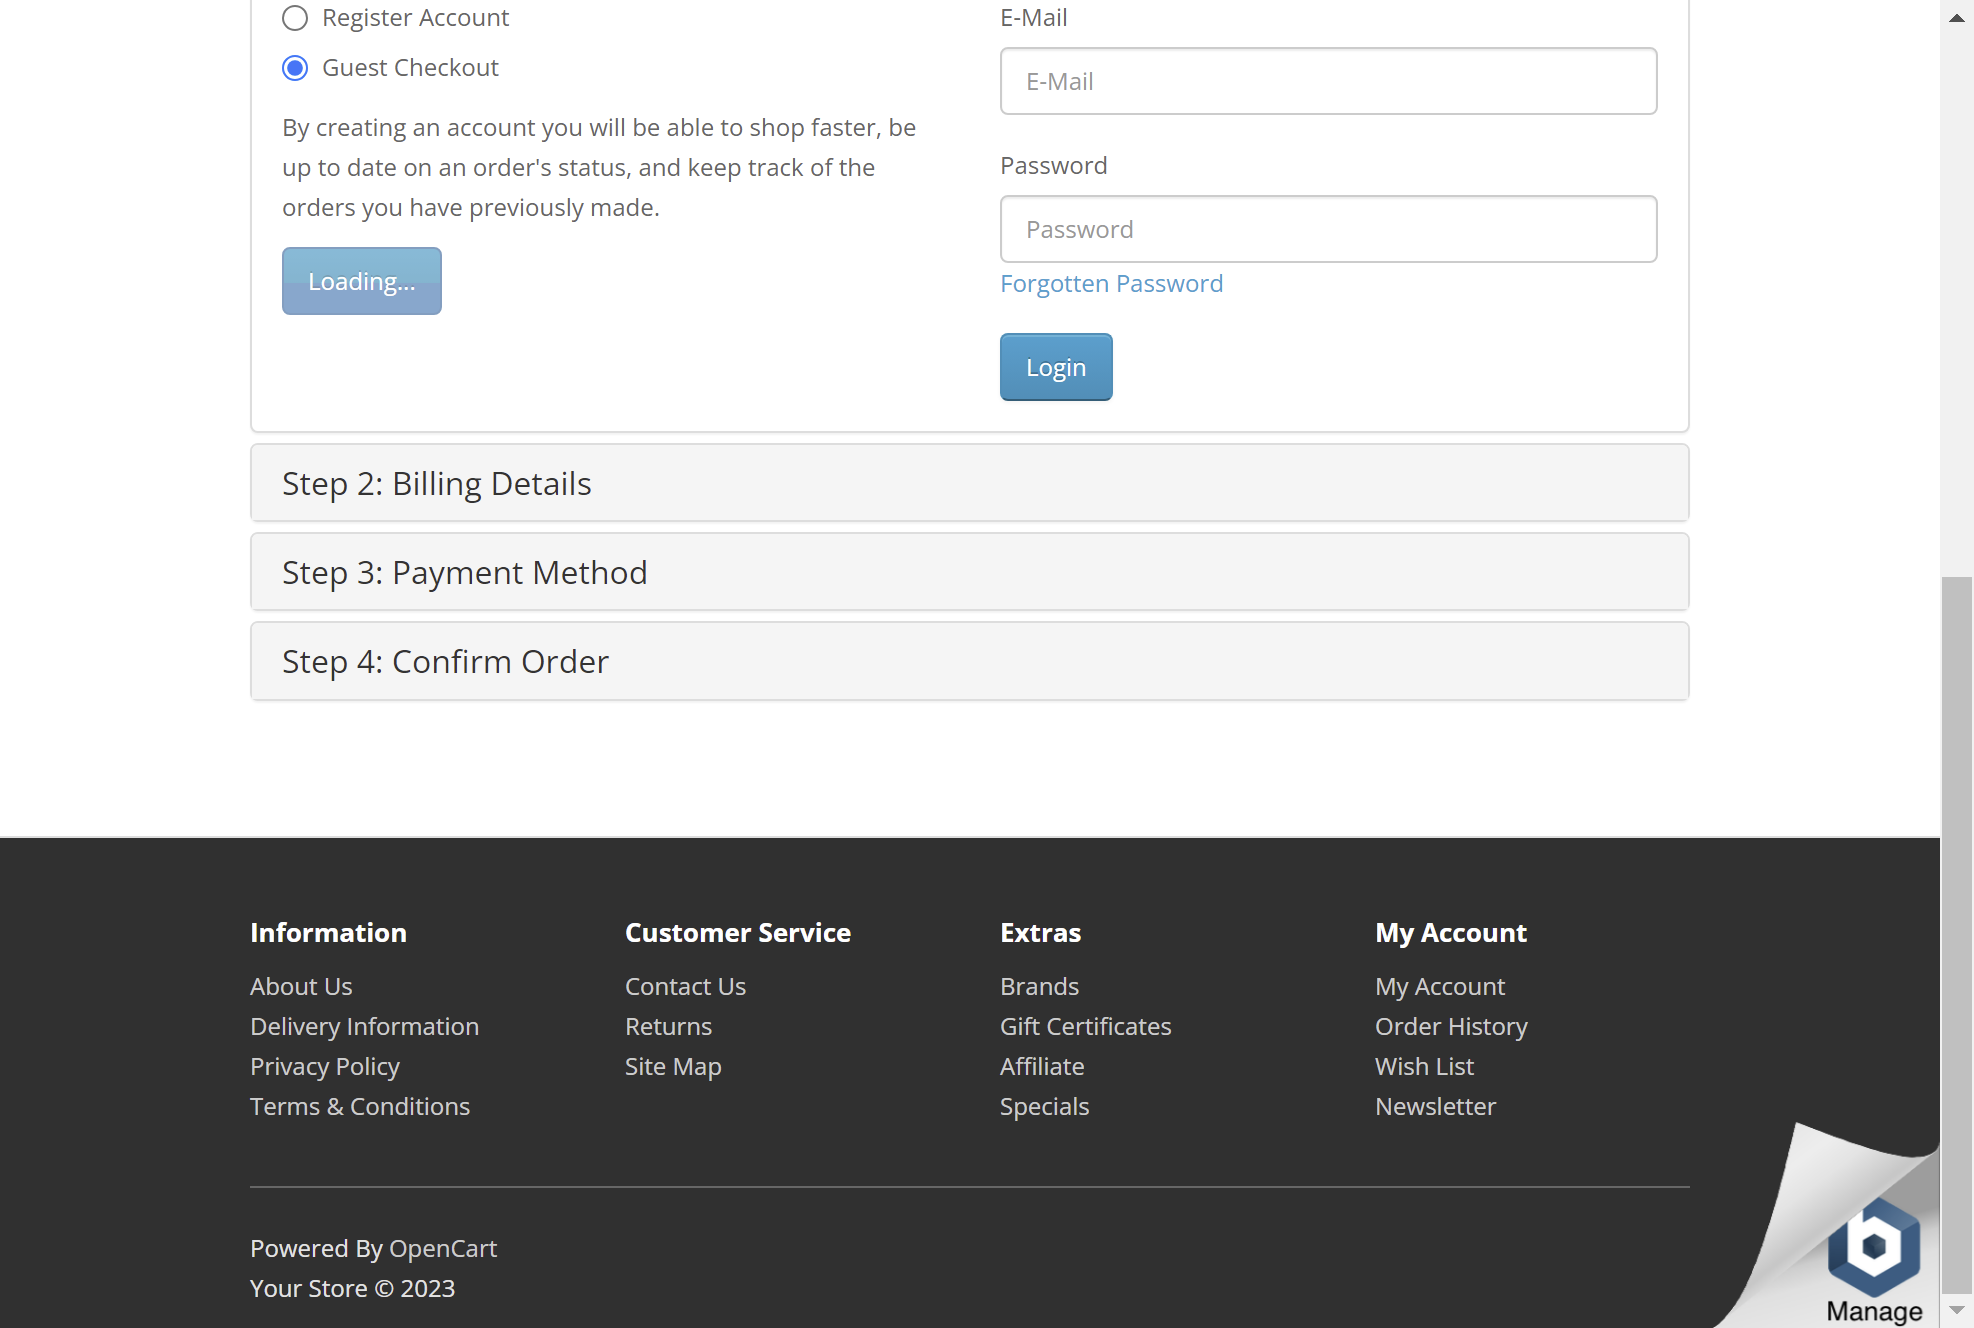 Register Account
Guest Checkout
By creating an account you will be able to shop faster, be
up to date on an order's status, and keep track of the
orders you have previously made.
Loading...
E-Mail
E-Mail
Password
Password
Forgotten Password
Login
Step 2: Billing Details
Step 3: Payment Method
Step 4: Confirm Order
Information
About Us
Delivery Information
Privacy Policy
Terms & Conditions
Customer Service
Contact Us
Returns
Site Map
Extras
Brands
Gift Certificates
Affiliate
Specials
My Account
My Account
Order History
Wish List
Newsletter
Powered By OpenCart
Your Store © 2023
b
Manage